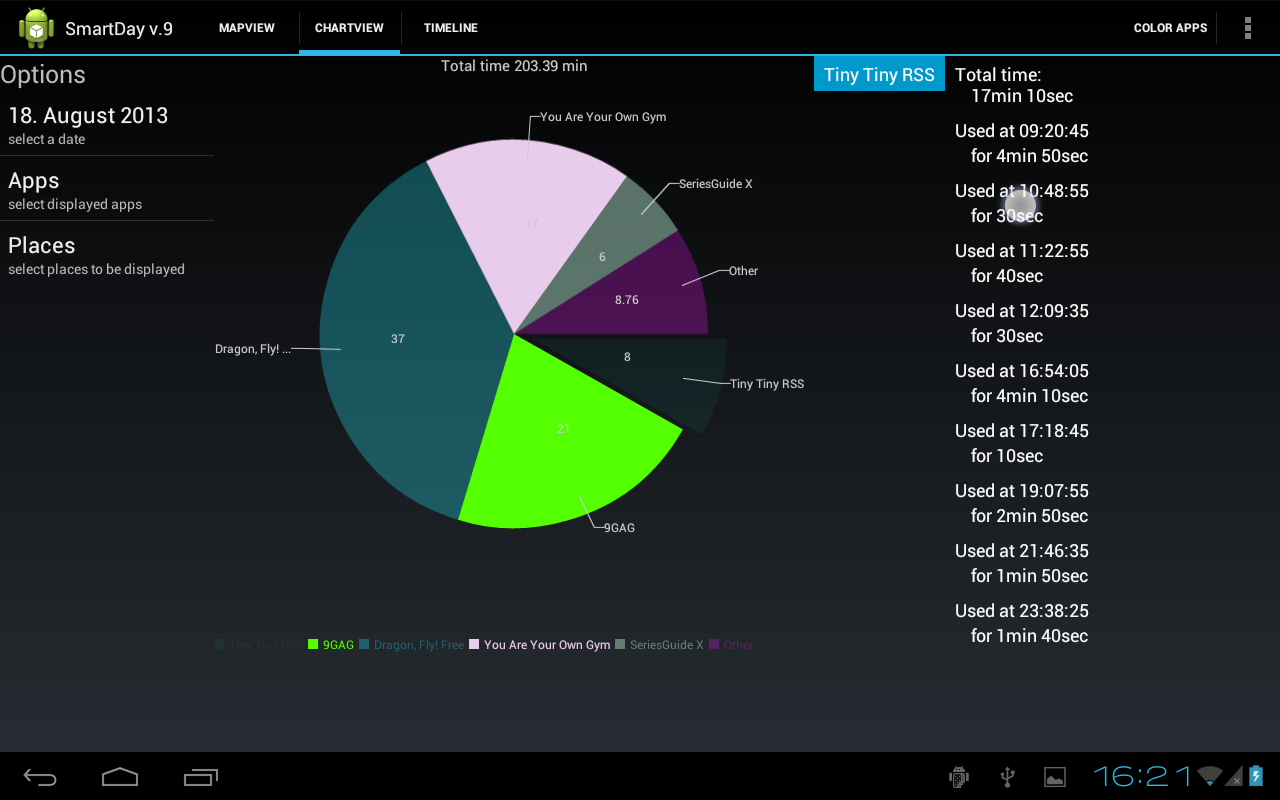 SmartDay v.9
MAPVIEW
CHARTVIEW
TIMELINE
COLOR APPS
Options
18. August 2013
select a date
Apps
select displayed apps
Places
select places to be displayed
Total time 203.39 min
You Are Your Own Gym
SeriesGuide X
Other
Tiny Tiny RSS
9GAG
Dragon, Fly! ...
17
6
8.76
8
21
37
Tiny Tiny RSS
9GAG
Dragon, Fly! Free
You Are Your Own Gym
SeriesGuide X
Other
Tiny Tiny RSS
Total time:
17min 10sec
Used at 09:20:45
for 4min 50sec
Used at 10:48:55
for 30sec
Used at 11:22:55
for 40sec
Used at 12:09:35
for 30sec
Used at 16:54:05
for 4min 10sec
Used at 17:18:45
for 10sec
Used at 19:07:55
for 2min 50sec
Used at 21:46:35
for 1min 50sec
Used at 23:38:25
for 1min 40sec
16:21